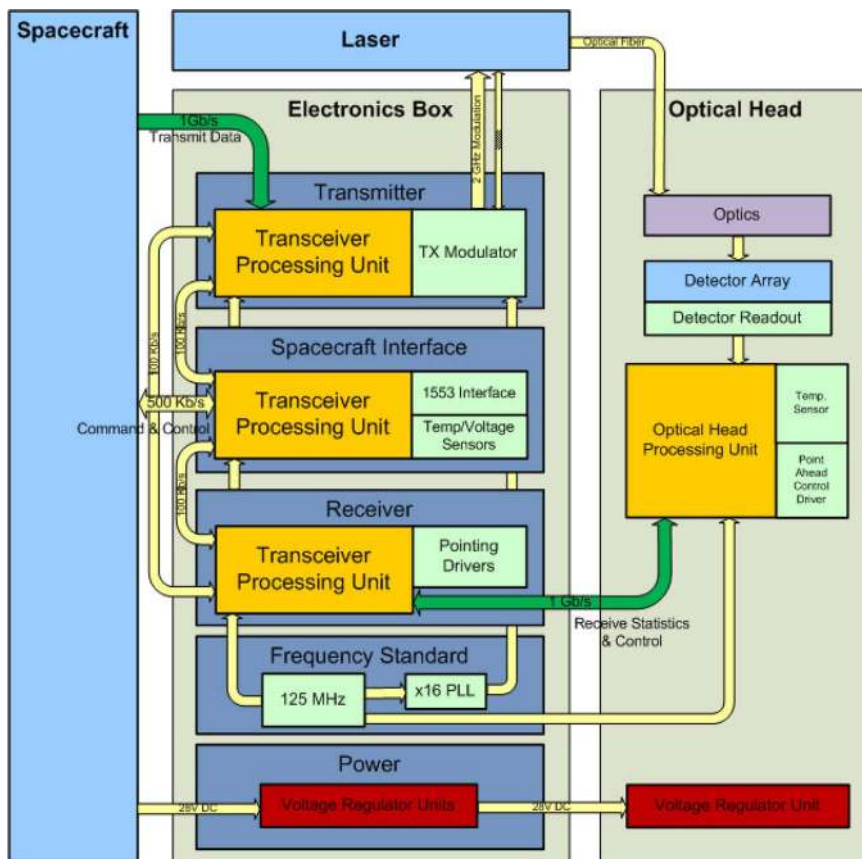 Spacecraft
Laser
Optical Fiber
Electronics Box
Optical Head
1Gb/s
Transmit Data
2 GHz Modulation
Transmitter
Transceiver
Processing Unit
TX Modulator
Optics
Detector Array
Detector Readout
100 Kb/s
100 Kb/s
Spacecraft Interface
500 Kb/s
Command & Control
Transceiver
Processing Unit
1553 Interface
Temp/Voltage
Sensors
Optical Head
Processing Unit
Temp.
Sensor
Point
Ahead
Control
Driver
100 Kb/s
Receiver
Transceiver
Processing Unit
Pointing
Drivers
1 Gb/s
Receive Statistics
& Control
Frequency Standard
125 MHz
x16 PLL
Power
28V DC
Voltage Regulator Units
28V DC
Voltage Regulator Unit